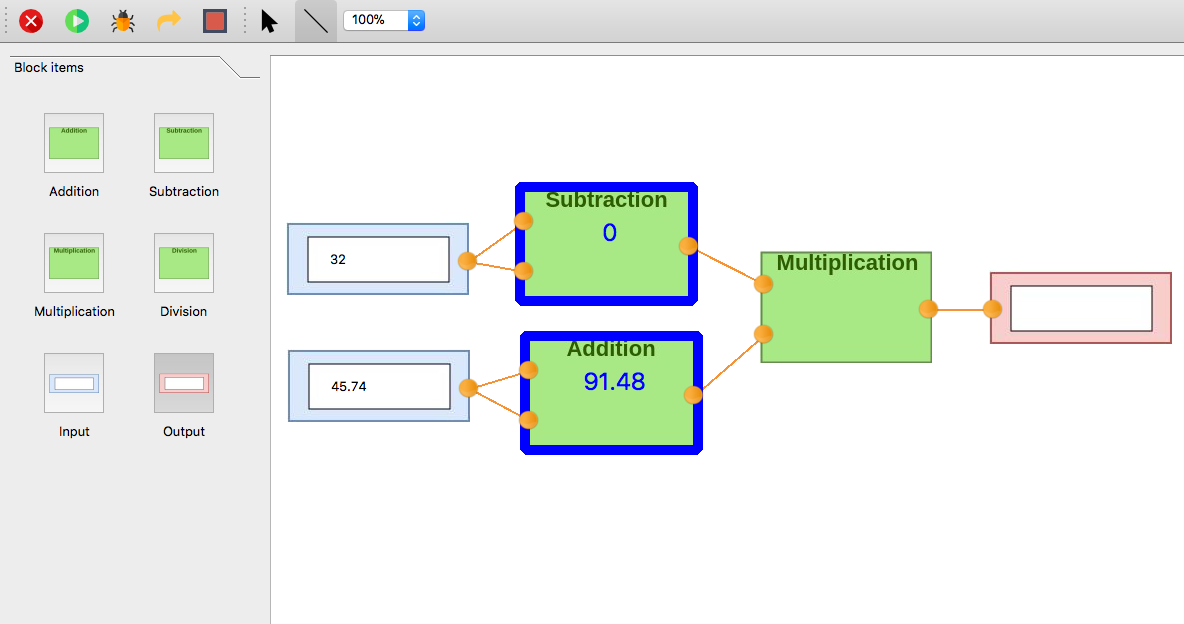 100%
Block items
Addition
Subtraction
Addition
Subtraction
Multiplication
Division
Multiplication
Division
Input
Output
Subtraction
0
32
Multiplication
Addition
91.48
45.74